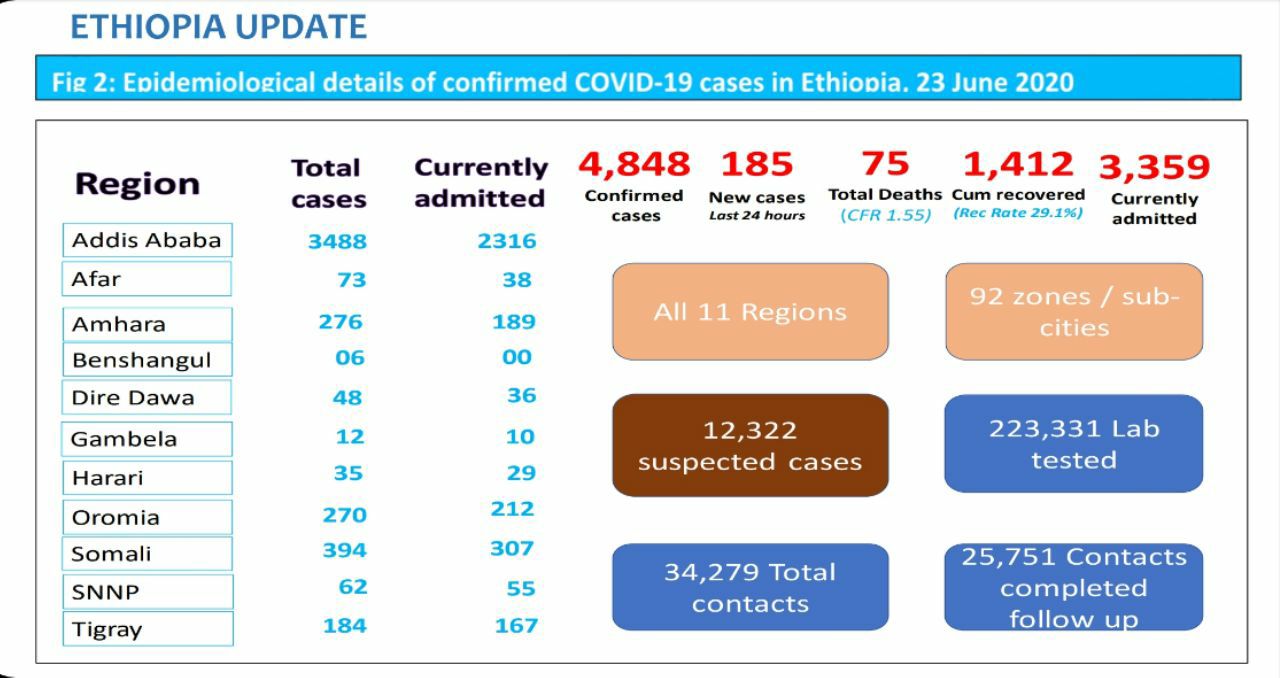 ETHIOPIA UPDATE
Fig 2: Epidemiological details of confirmed COVID-19 cases in Ethiopia, 23 June 2020
Region
Total
cases
Currently
admitted
Addis Ababa 3488 2316
Afar 73 38
Amhara 276 189
Benshangul 06 00
Dire Dawa 48 36
Gambela 12 10
Harari 35 29
Oromia 270 212
Somali 394 307
SNNP 62 55
Tigray 184 167
4,848
Confirmed
cases
185
New cases
Last 24 hours
75
Total Deaths
(CFR 1.55)
1,412
Cum recovered
(Rec Rate 29.1%)
3,359
Currently
admitted
All 11 Regions
92 zones / sub-
cities
12,322
suspected cases
223,331 Lab
tested
34,279 Total
contacts
25,751 Contacts
completed
follow up